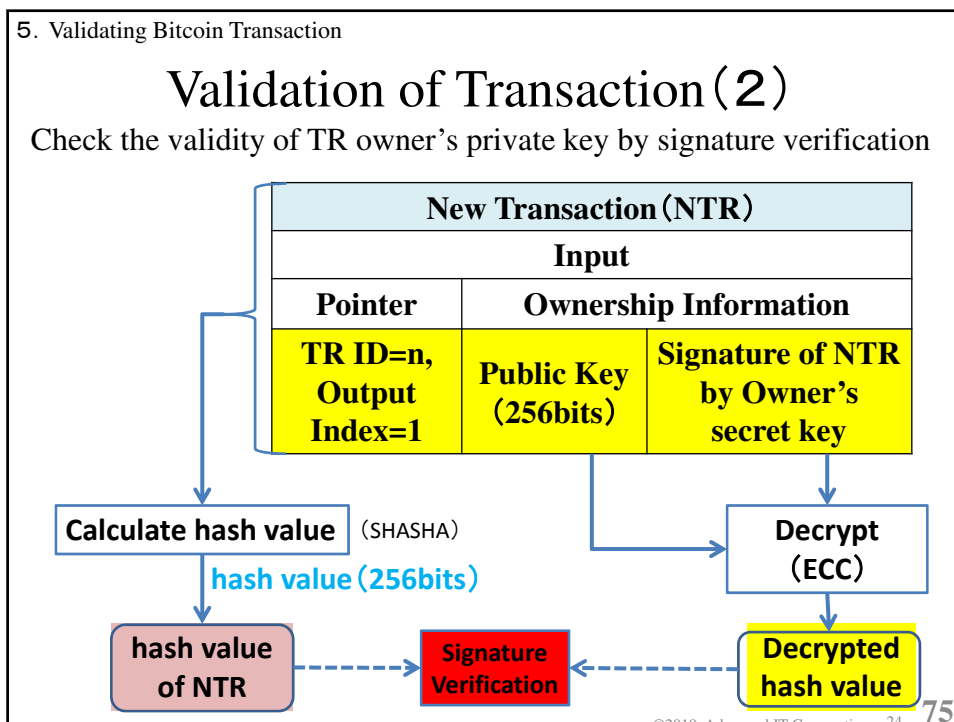 5. Validating Bitcoin Transaction
Validation of Transaction（2）
Check the validity of TR owner's private key by signature verification
New Transaction（NTR）
Input
Pointer
Ownership Information
TR ID=n,
Output
Index=1
Public Key
（256bits）
Signature of NTR
by Owner's
secret key
Calculate hash value
（SHASHA）
Decrypt
（ECC）
hash value（256bits）
hash value
of NTR
Signature
Verification
Decrypted
hash value
75